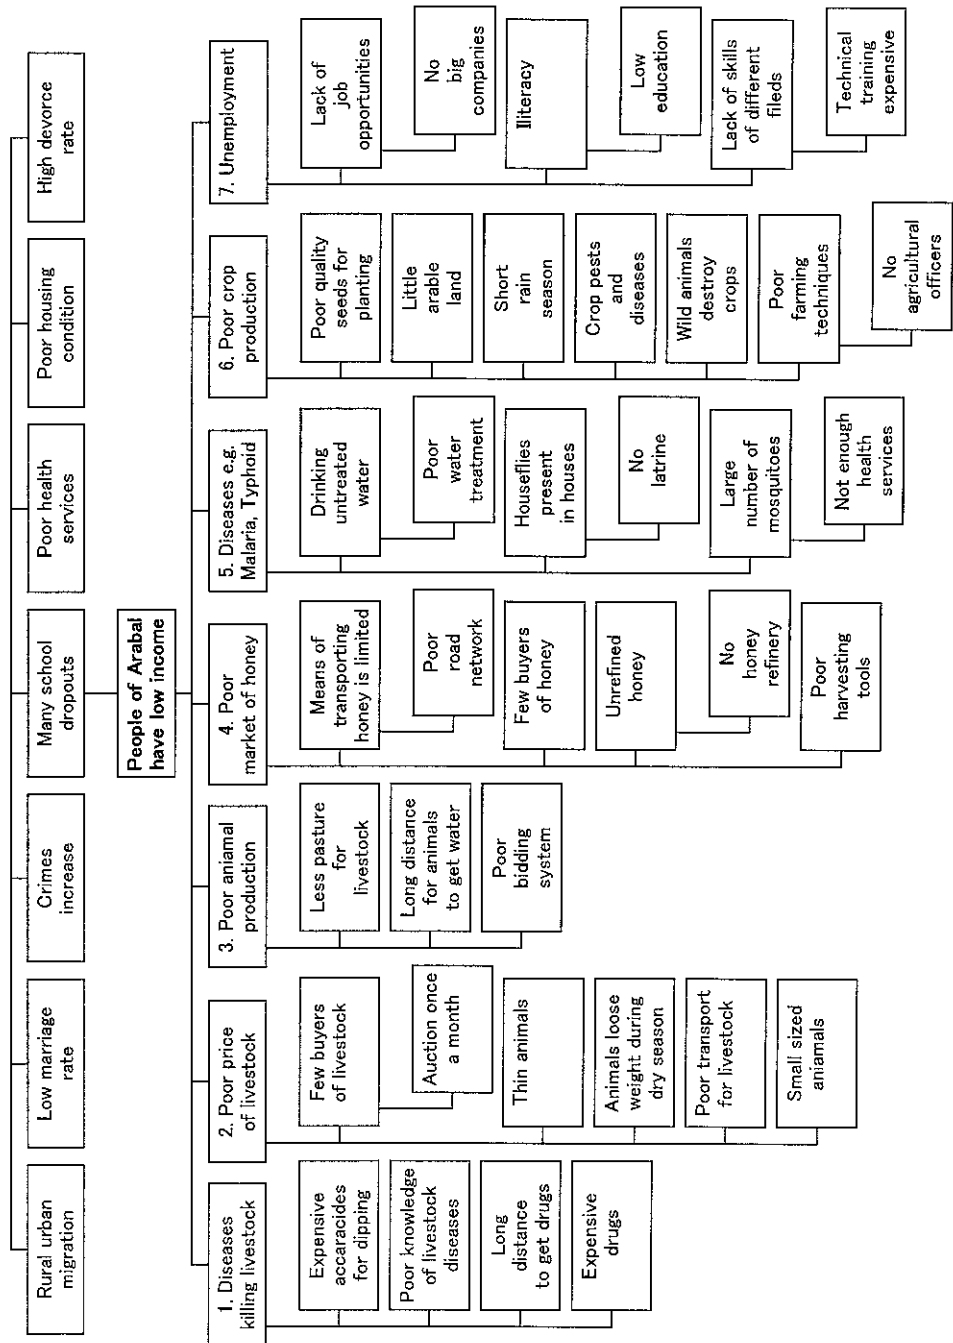 Rural urban
migration
Low marriage
rate
Crimes
increase
Many school
dropouts
Poor health
services
Poor housing
condition
High devorce
rate
People of Arabal
have low income
1. Diseases
killing livestock
Expensive
accaracides
for dipping
Poor knowledge
of livestock
diseases
Long
distance
to get drugs
Expensive
drugs
2. Poor price
of livestock
Few buyers
of livestock
Auction once
a month
Thin animals
Animals loose
weight during
dry season
Poor transport
for livestock
Small sized
aniamals
3. Poor aniamal
production
Less pasture
for
livestock
Long distance
for animals
to get water
Poor
bidding
system
4. Poor
market of honey
Means of
transporting
honey is limited
Poor
road
network
Few buyers
of honey
Unrefined
honey
No
honey
refinery
Poor
harvesting
tools
5. Diseases e.g.
Malaria, Typhoid
Drinking
untreated
water
Poor
water
treatment
Houseflies
present
in houses
No
latrine
Large
number of
mosquitoes
Not enough
health
services
6. Poor crop
production
Poor quality
seeds for
planting
Little
arable
land
Short
rain
season
Crop pests
and
diseases
Wild animals
destroy
crops
Poor
farming
techniques
No
agricultural
officers
7. Unemployment
Lack of
job
opportunities
No
big
companies
Illiteracy
Low
education
Lack of skills
of different
fileds
Technical
training
expensive